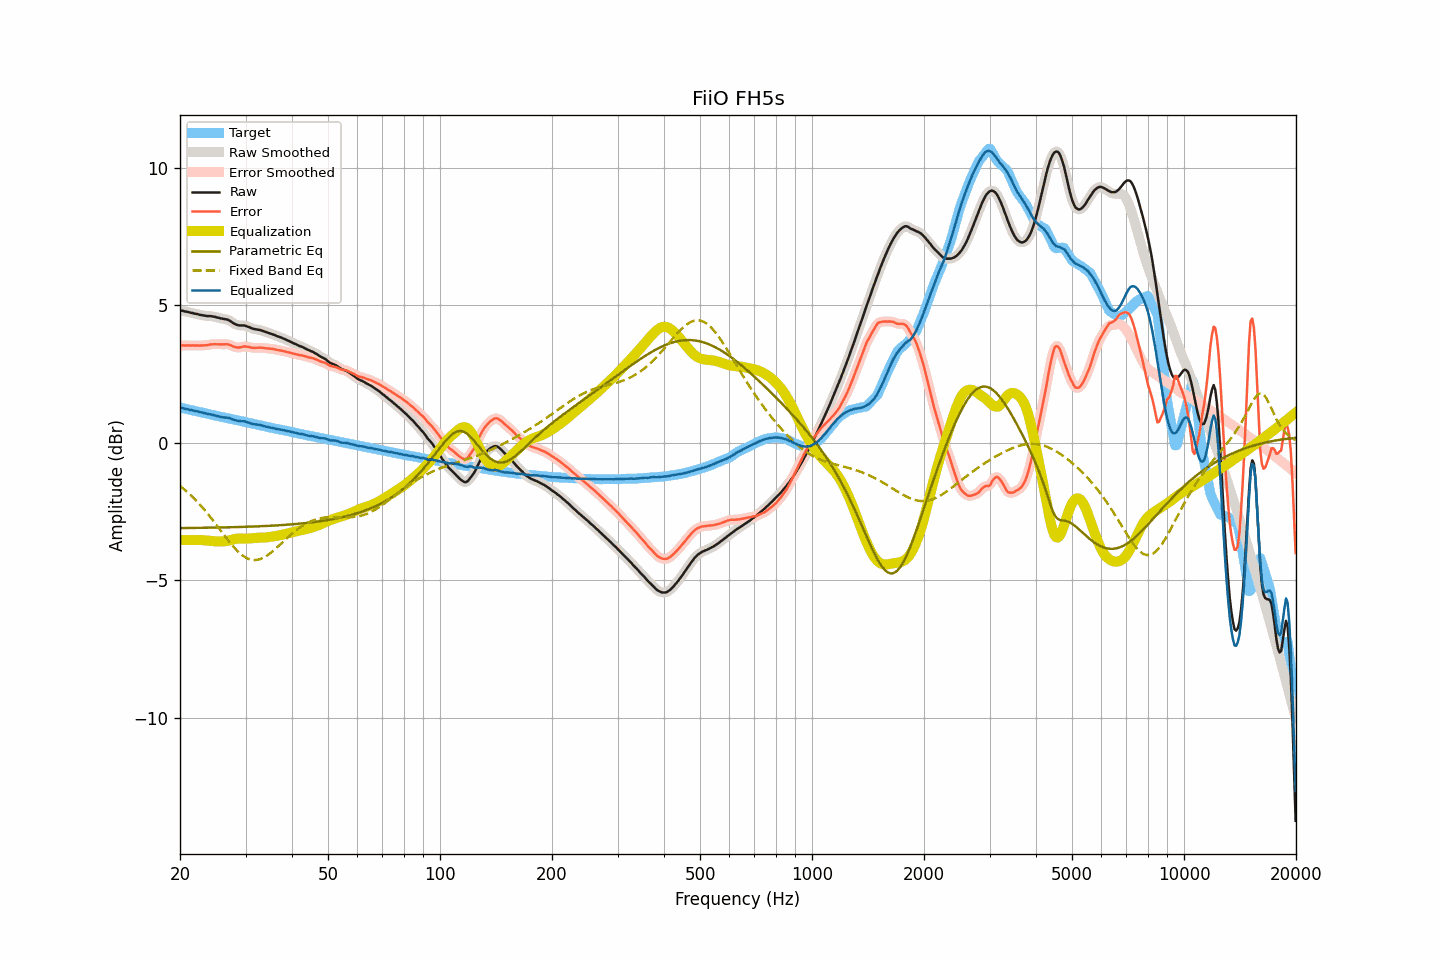 FiiO FH5s
Target
Raw Smoothed
Error Smoothed
Raw
Error
Equalization
Parametric Eq
Fixed Band Eq
Equalized
10
5
0
−5
−10
Amplitude (dBr)
20 50 100 200 500 1000 2000 5000 10000 20000
Frequency (Hz)